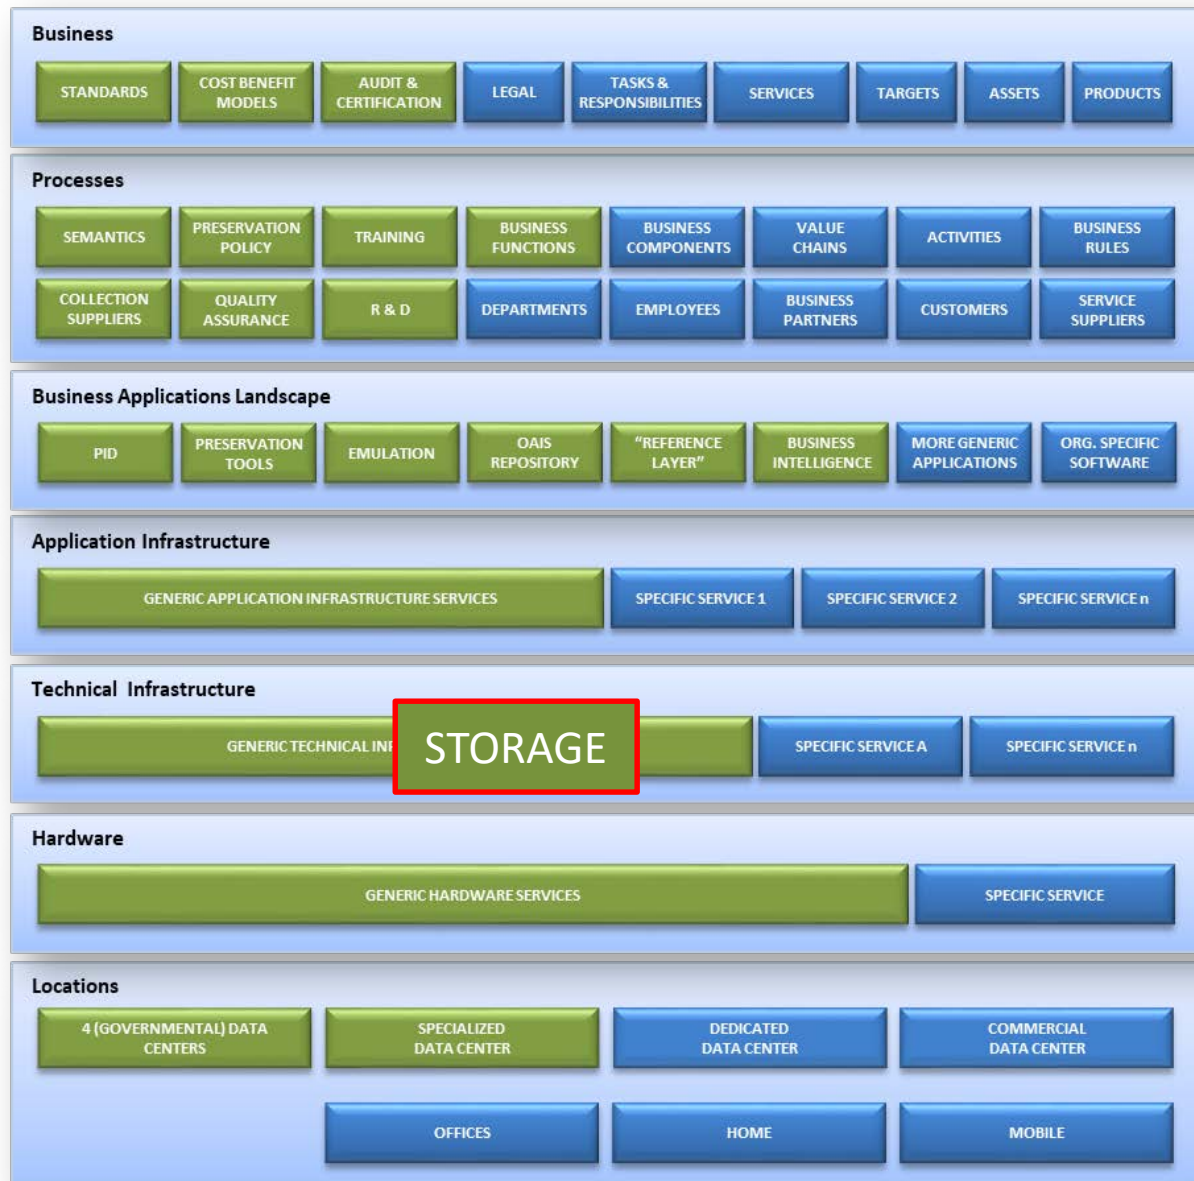 Business
STANDARDS
COST BENEFIT
MODELS
AUDIT &
CERTIFICATION
LEGAL
TASKS &
RESPONSIBILITIES
SERVICES
TARGETS
ASSETS
PRODUCTS
Processes
SEMANTICS
PRESERVATION
POLICY
TRAINING
BUSINESS
FUNCTIONS
BUSINESS
COMPONENTS
VALUE
CHAINS
ACTIVITIES
BUSINESS
RULES
COLLECTION
SUPPLIERS
QUALITY
ASSURANCE
R & D
DEPARTMENTS
EMPLOYEES
BUSINESS
PARTNERS
CUSTOMERS
SERVICE
SUPPLIERS
Business Applications Landscape
PID
PRESERVATION
TOOLS
EMULATION
OAIS
REPOSITORY
“REFERENCE
LAYER”
BUSINESS
INTELLIGENCE
MORE GENERIC
APPLICATIONS
ORG. SPECIFIC
SOFTWARE
Application Infrastructure
GENERIC APPLICATION INFRASTRUCTURE SERVICES
SPECIFIC SERVICE 1
SPECIFIC SERVICE 2
SPECIFIC SERVICE n
Technical Infrastructure
GENERIC TECHNICAL
STORAGE
SPECIFIC SERVICE A
SPECIFIC SERVICE n
Hardware
GENERIC HARDWARE SERVICES
SPECIFIC SERVICE
Locations
4 (GOVERNMENTAL) DATA
CENTERS
SPECIALIZED
DATA CENTER
DEDICATED
DATA CENTER
COMMERCIAL
DATA CENTER
OFFICES
HOME
MOBILE